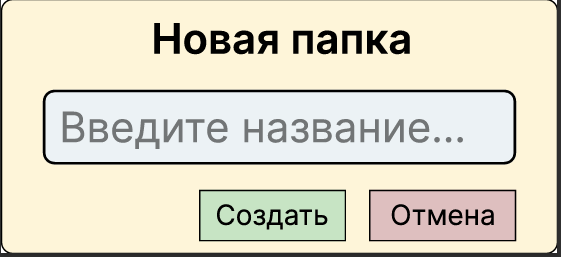 Новая папка
Введите название...
Создать
Отмена